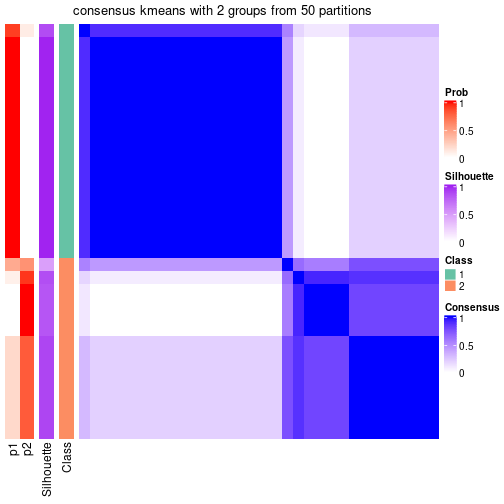 consensus kmeans with 2 groups from 50 partitions
Prob
1
0.5
0
Silhouette
1
0.5
0
Class
1
2
Consensus
1
0.5
0
p1
p2
Silhouette
Class